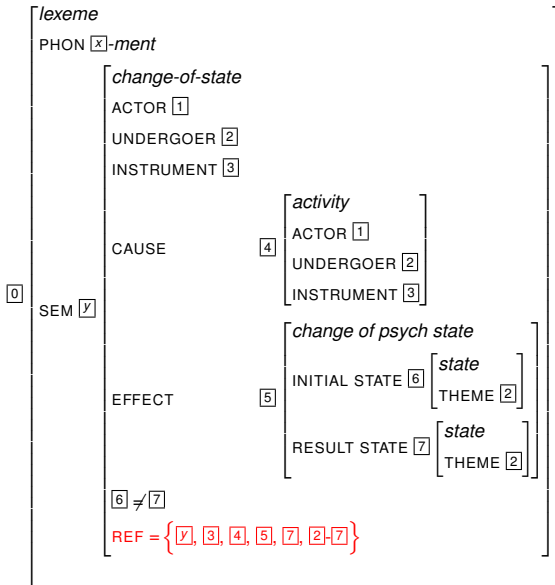 lexeme
PHON x-ment
change-of-state
ACTOR 1
UNDERGOER 2
INSTRUMENT 3
activity
ACTOR 1
CAUSE 4
UNDERGOER 2
INSTRUMENT 3
0
SEM y
change of psych state
state
INITIAL STATE 6
THEME 2
EFFECT 5
state
RESULT STATE 7
THEME 2
6 ≠ 7
REF = { y, 3, 4, 5, 7, 2-7 }